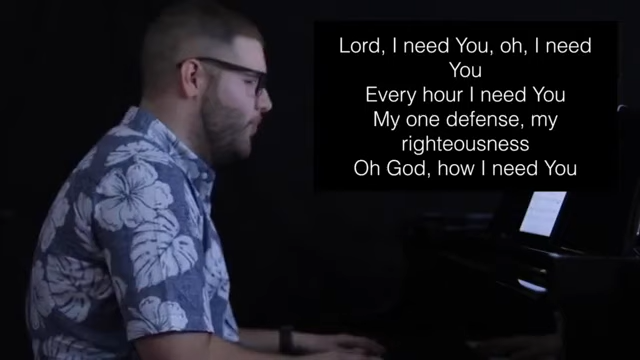 Lord, I need You, oh, I need
You
Every hour I need You
My one defense, my
righteousness
Oh God, how I need You